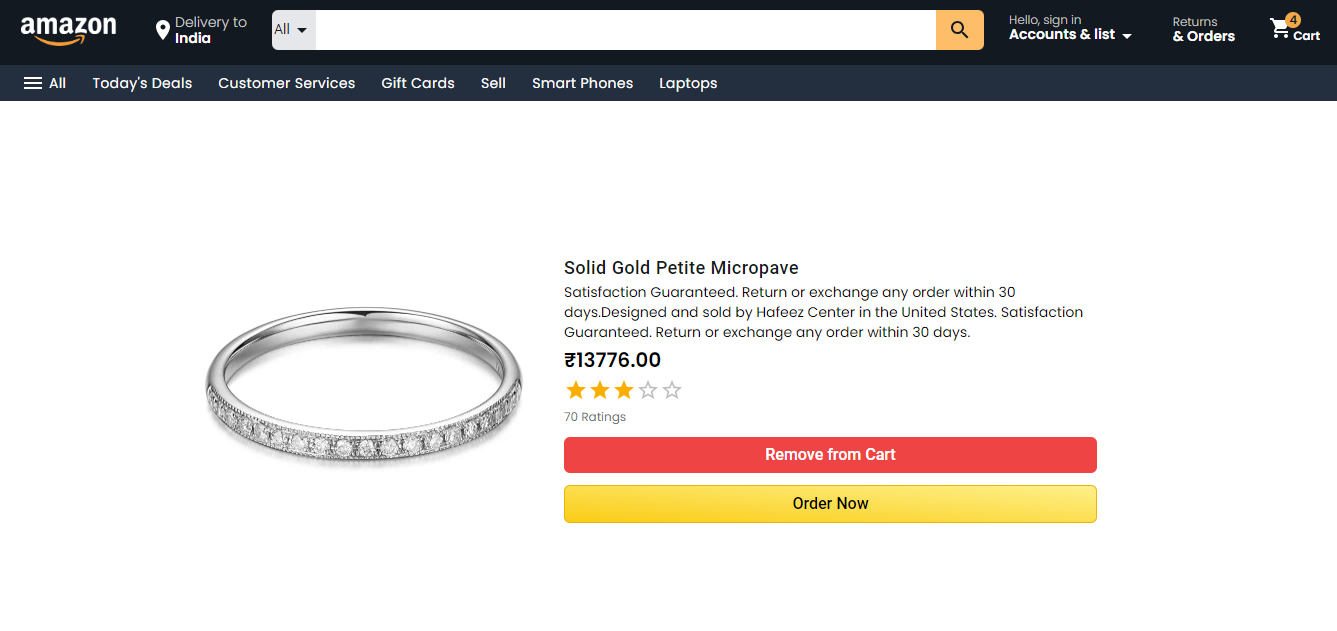 amazon
Delivery to
India
All
Hello, sign in
Accounts & list
Returns
& Orders
4
Cart
All
Today's Deals
Customer Services
Gift Cards
Sell
Smart Phones
Laptops
Solid Gold Petite Micropave
Satisfaction Guaranteed. Return or exchange any order within 30
days.Designed and sold by Hafeez Center in the United States. Satisfaction
Guaranteed. Return or exchange any order within 30 days.
₹13776.00
70 Ratings
Remove from Cart
Order Now